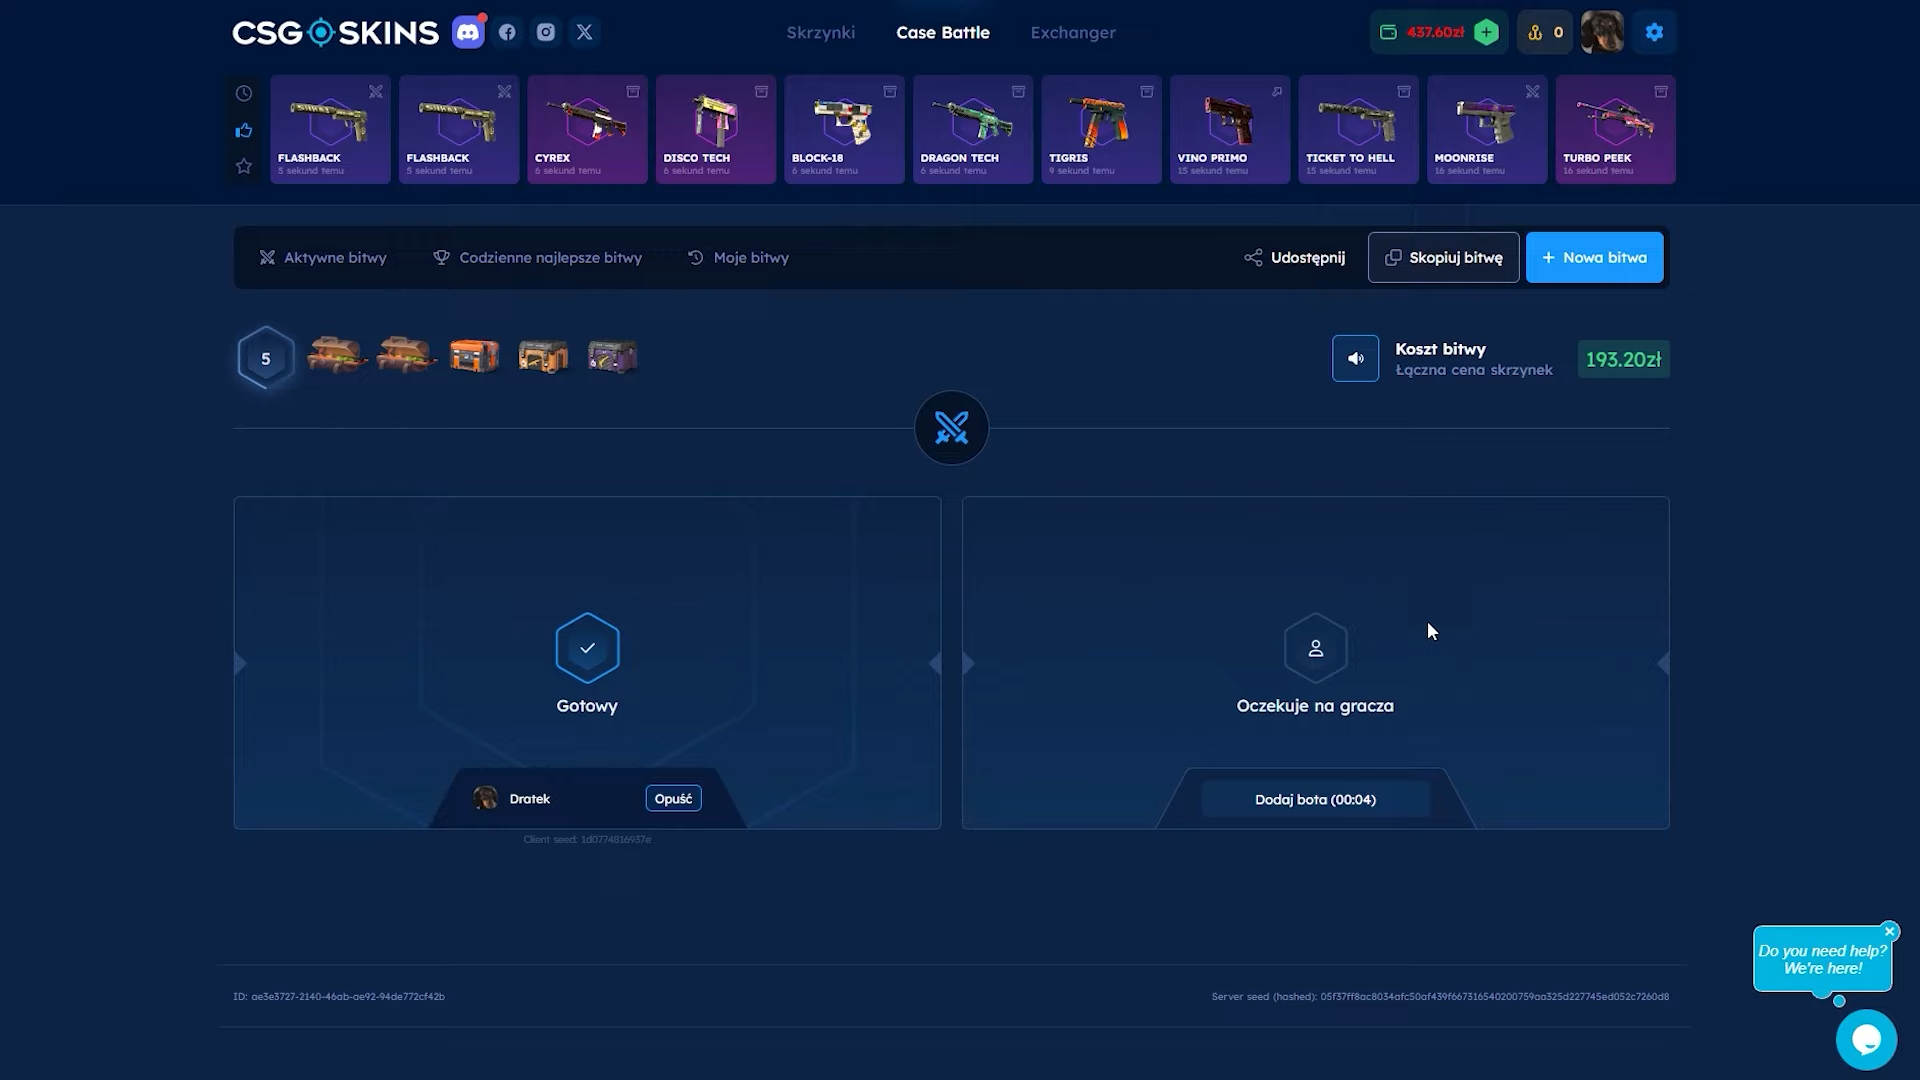 CSGOSKINS
Skrzynki
Case Battle
Exchanger
437.60zł
0
FLASHBACK
5 sekund temu
FLASHBACK
5 sekund temu
CYREX
6 sekund temu
DISCO TECH
6 sekund temu
BLOCK-18
6 sekund temu
DRAGON TECH
6 sekund temu
TIGRIS
9 sekund temu
VINO PRIMO
15 sekund temu
TICKET TO HELL
15 sekund temu
MOONRISE
16 sekund temu
TURBO PEEK
16 sekund temu
Aktywne bitwy
Codzienne najlepsze bitwy
Moje bitwy
Udostępnij
Skopiuj bitwę
+ Nowa bitwa
5
Koszt bitwy
Łączna cena skrzynek
193.20zł
Gotowy
Oczekuje na gracza
Dratek
Opuść
Dodaj bota (00:04)
Client seed: 1d0774816937e
Do you need help?
We're here!
ID: ae3e3727-2140-46ab-ae92-94de772cf42b
Server seed (hashed): 05f37ff8ac8034afc50af439f667316540200759aa325d227745ed052c7260d8